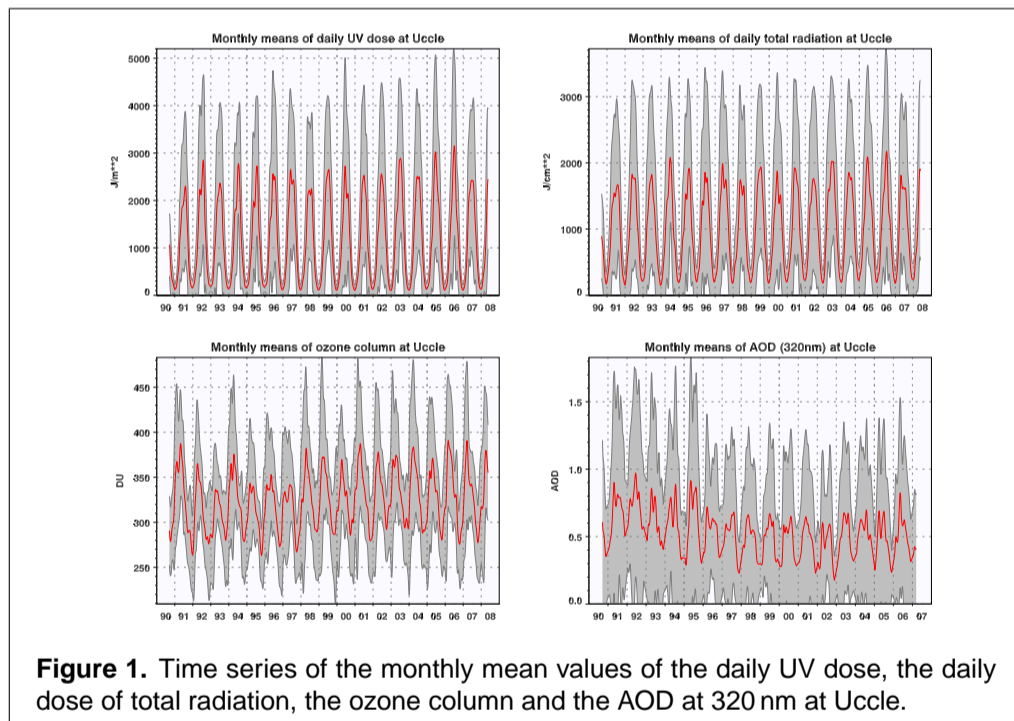 Monthly means of daily UV dose at Uccle
5000
4000
3000
2000
1000
0
J/m**2
90 91 92 93 94 95 96 97 98 99 00 01 02 03 04 05 06 07 08
Monthly means of daily total radiation at Uccle
3000
2000
1000
0
J/cm**2
90 91 92 93 94 95 96 97 98 99 00 01 02 03 04 05 06 07 08
Monthly means of ozone column at Uccle
450
400
350
300
250
DU
90 91 92 93 94 95 96 97 98 99 00 01 02 03 04 05 06 07 08
Monthly means of AOD (320nm) at Uccle
1.5
1.0
0.5
0.0
AOD
90 91 92 93 94 95 96 97 98 99 00 01 02 03 04 05 06 07
Figure 1. Time series of the monthly mean values of the daily UV dose, the daily
dose of total radiation, the ozone column and the AOD at 320 nm at Uccle.